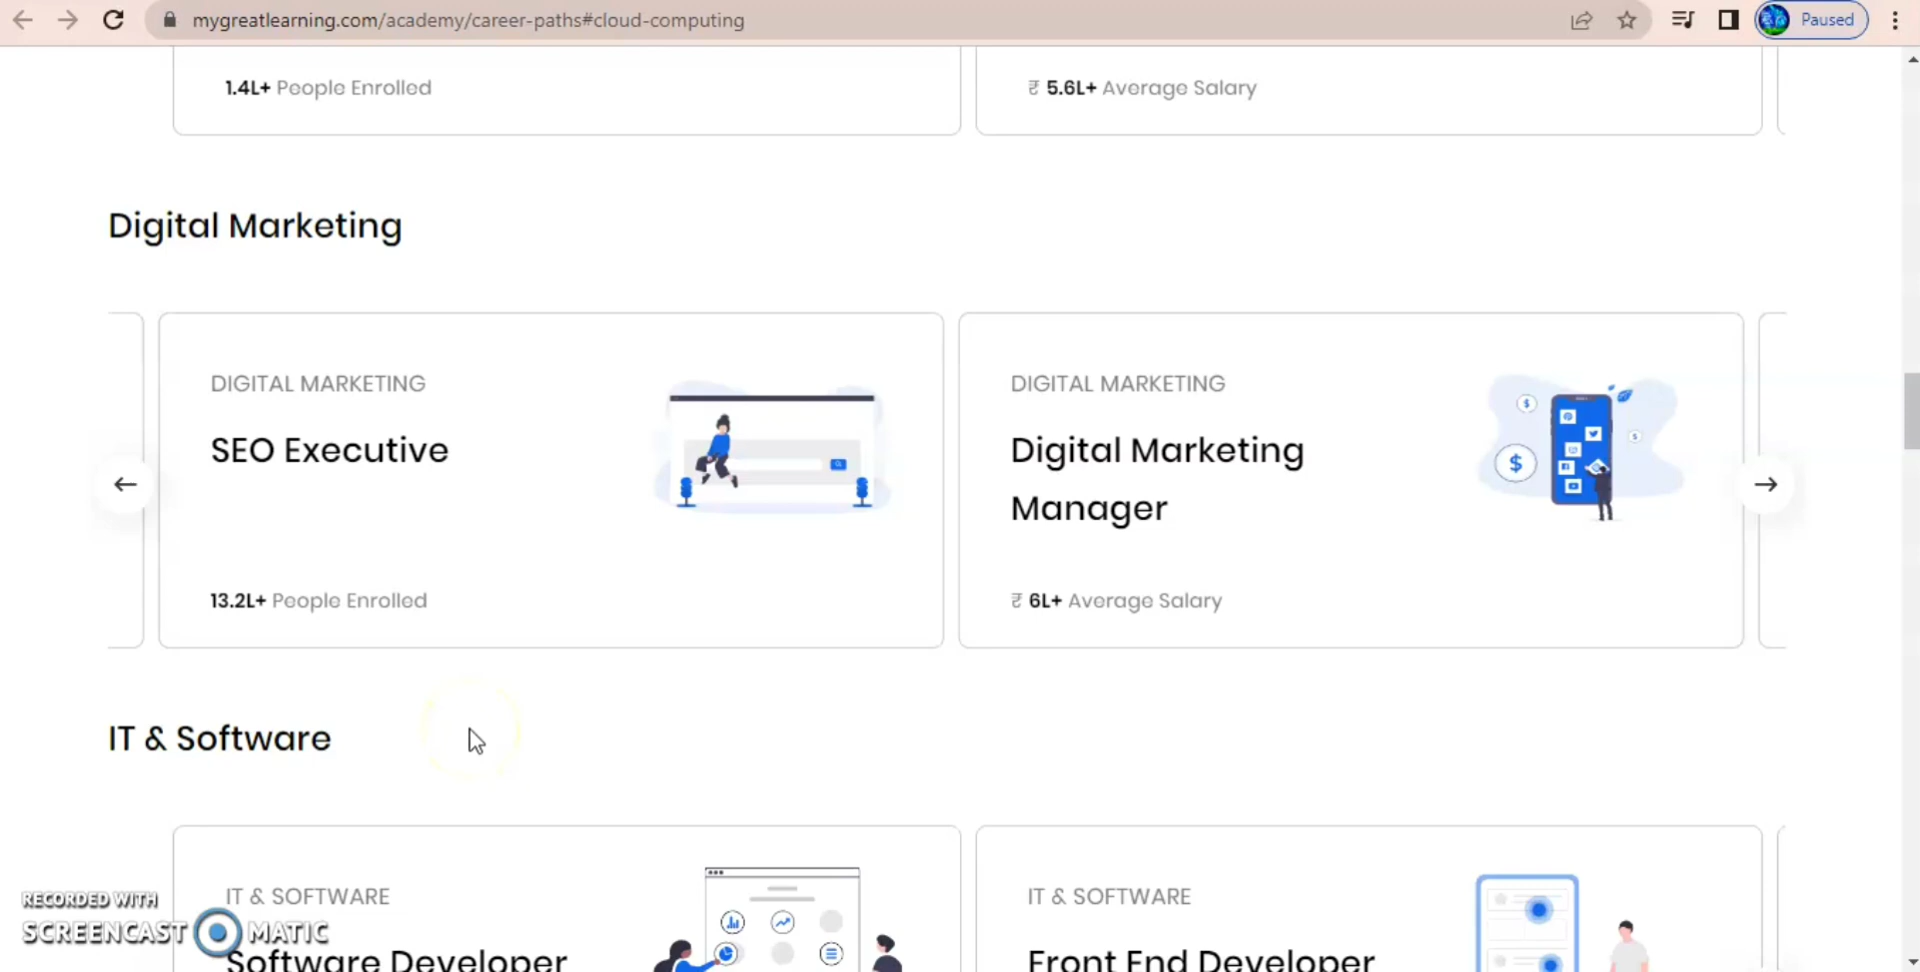 mygreatlearning.com/academy/career-paths#cloud-computing
Paused
1.4L+ People Enrolled
₹ 5.6L+ Average Salary
Digital Marketing
DIGITAL MARKETING
SEO Executive
13.2L+ People Enrolled
DIGITAL MARKETING
Digital Marketing
Manager
₹ 6L+ Average Salary
IT & Software
IT & SOFTWARE
Software Developer
IT & SOFTWARE
Front End Developer
RECORDED WITH
SCREENCAST MATIC